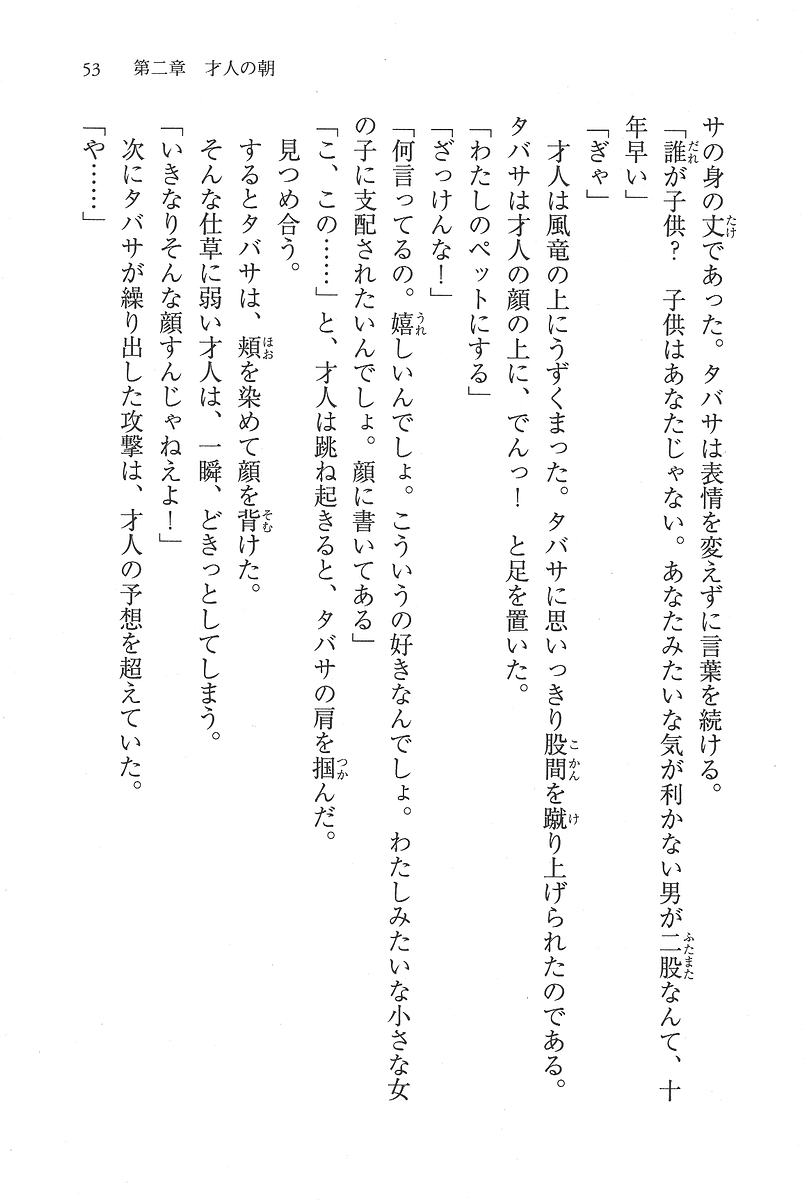 53　第二章　才人の朝
サの身の丈であった。タバサは表情を変えずに言葉を続ける。
「誰が子供？　子供はあなたじゃない。あなたみたいな気が利かない男が二股なんて、十
年早い」
「ぎゃ」
　才人は風竜の上にうずくまった。タバサに思いっきり股間を蹴り上げられたのである。
タバサは才人の顔の上に、でんっ！　と足を置いた。
「わたしのペットにする」
「ざっけんな！」
「何言ってるの。嬉しいんでしょ。こういうの好きなんでしょ。わたしみたいな小さな女
の子に支配されたいんでしょ。顔に書いてある」
「こ、この……」と、才人は跳ね起きると、タバサの肩を掴んだ。
　見つめ合う。
　するとタバサは、頬を染めて顔を背けた。
　そんな仕草に弱い才人は、一瞬、どきっとしてしまう。
「いきなりそんな顔すんじゃねえよ！」
　次にタバサが繰り出した攻撃は、才人の予想を超えていた。
「や……」